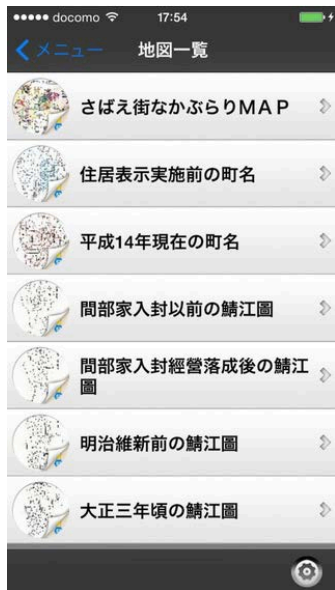 docomo 17:54
メニュー 地図一覧
さばえ街なかぶらりMAP
住居表示実施前の町名
平成14年現在の町名
間部家入封以前の鯖江圖
間部家入封經營落成後の鯖江
圖
明治維新前の鯖江圖
大正三年頃の鯖江圖